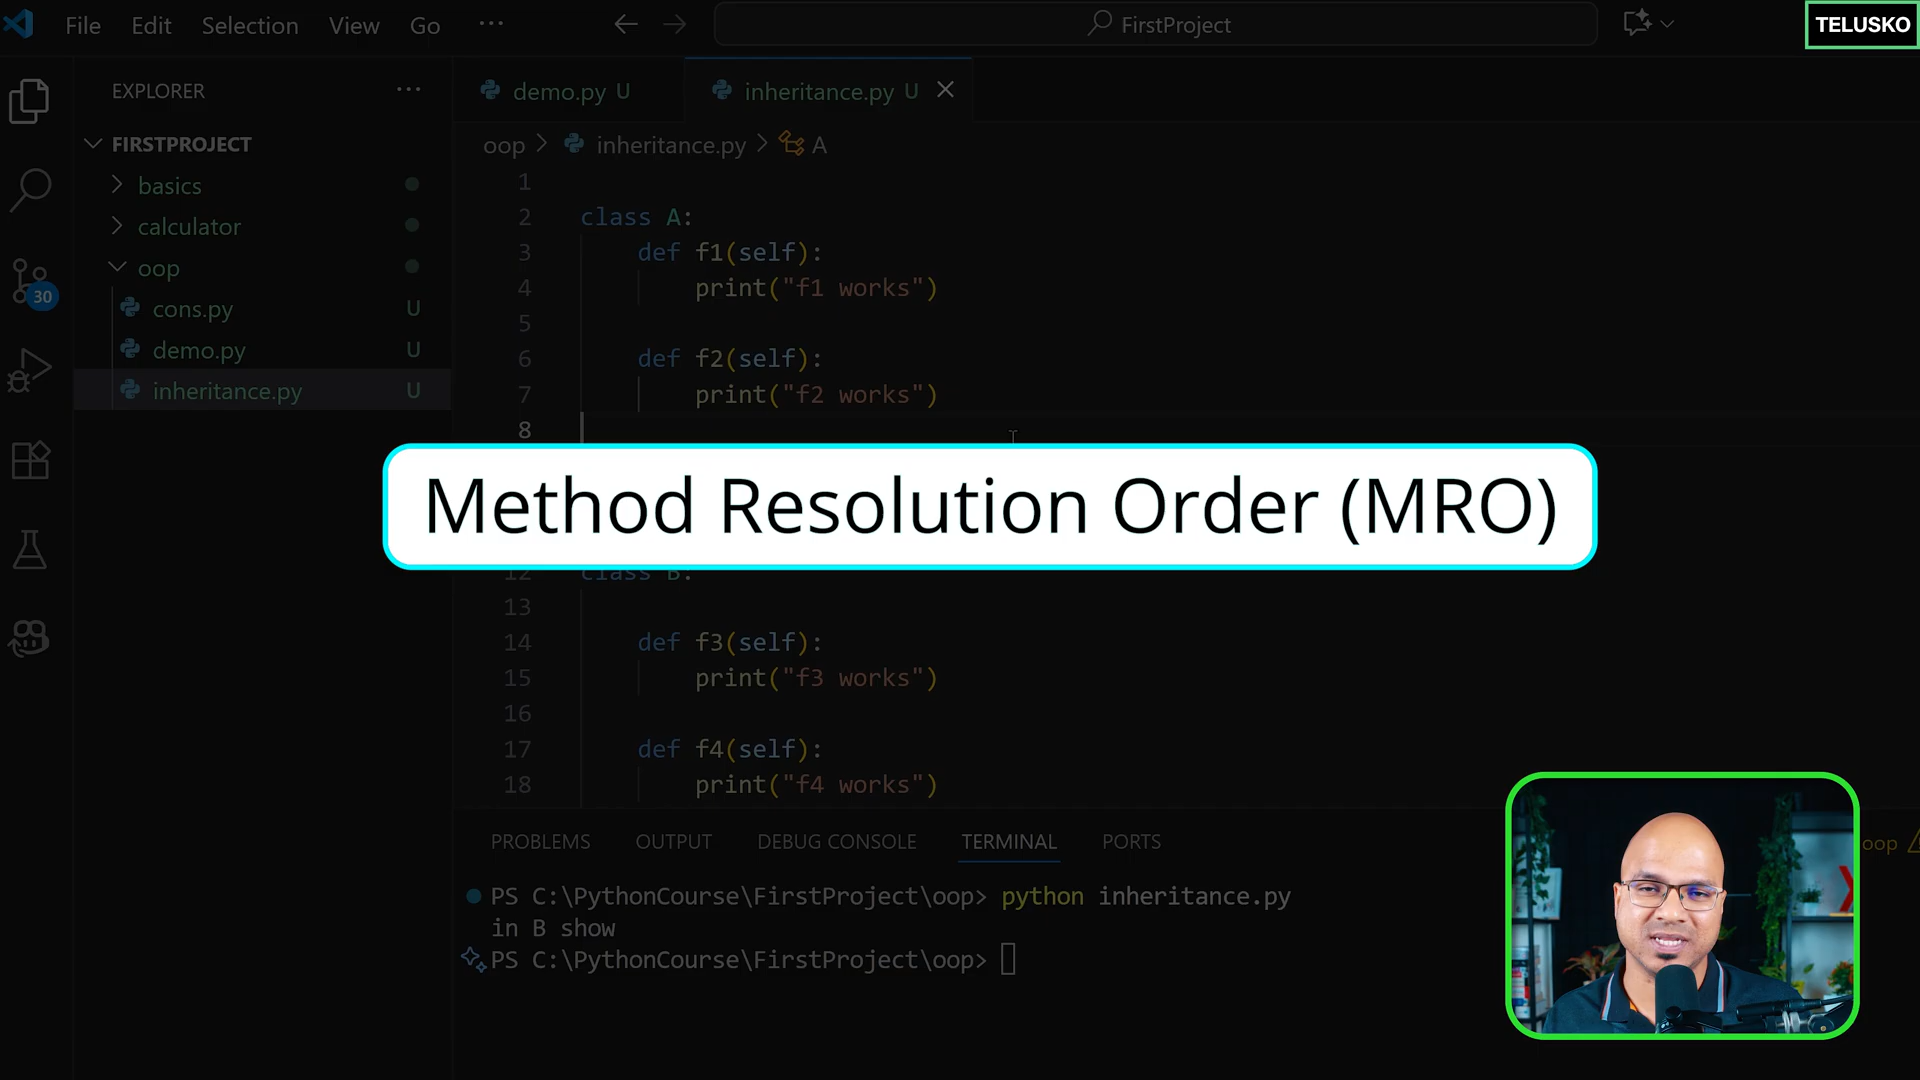 File Edit Selection View Go ...
FirstProject
TELUSKO
EXPLORER ...
demo.py U
inheritance.py U
FIRSTPROJECT
oop > inheritance.py > A
basics
calculator
oop
cons.py U
demo.py U
inheritance.py U
30
1
2 class A:
3 def f1(self):
4 print("f1 works")
5
6 def f2(self):
7 print("f2 works")
8
Method Resolution Order (MRO)
12 class B:
13
14 def f3(self):
15 print("f3 works")
16
17 def f4(self):
18 print("f4 works")
PROBLEMS OUTPUT DEBUG CONSOLE TERMINAL PORTS
oop
PS C:\PythonCourse\FirstProject\oop> python inheritance.py
in B show
PS C:\PythonCourse\FirstProject\oop>